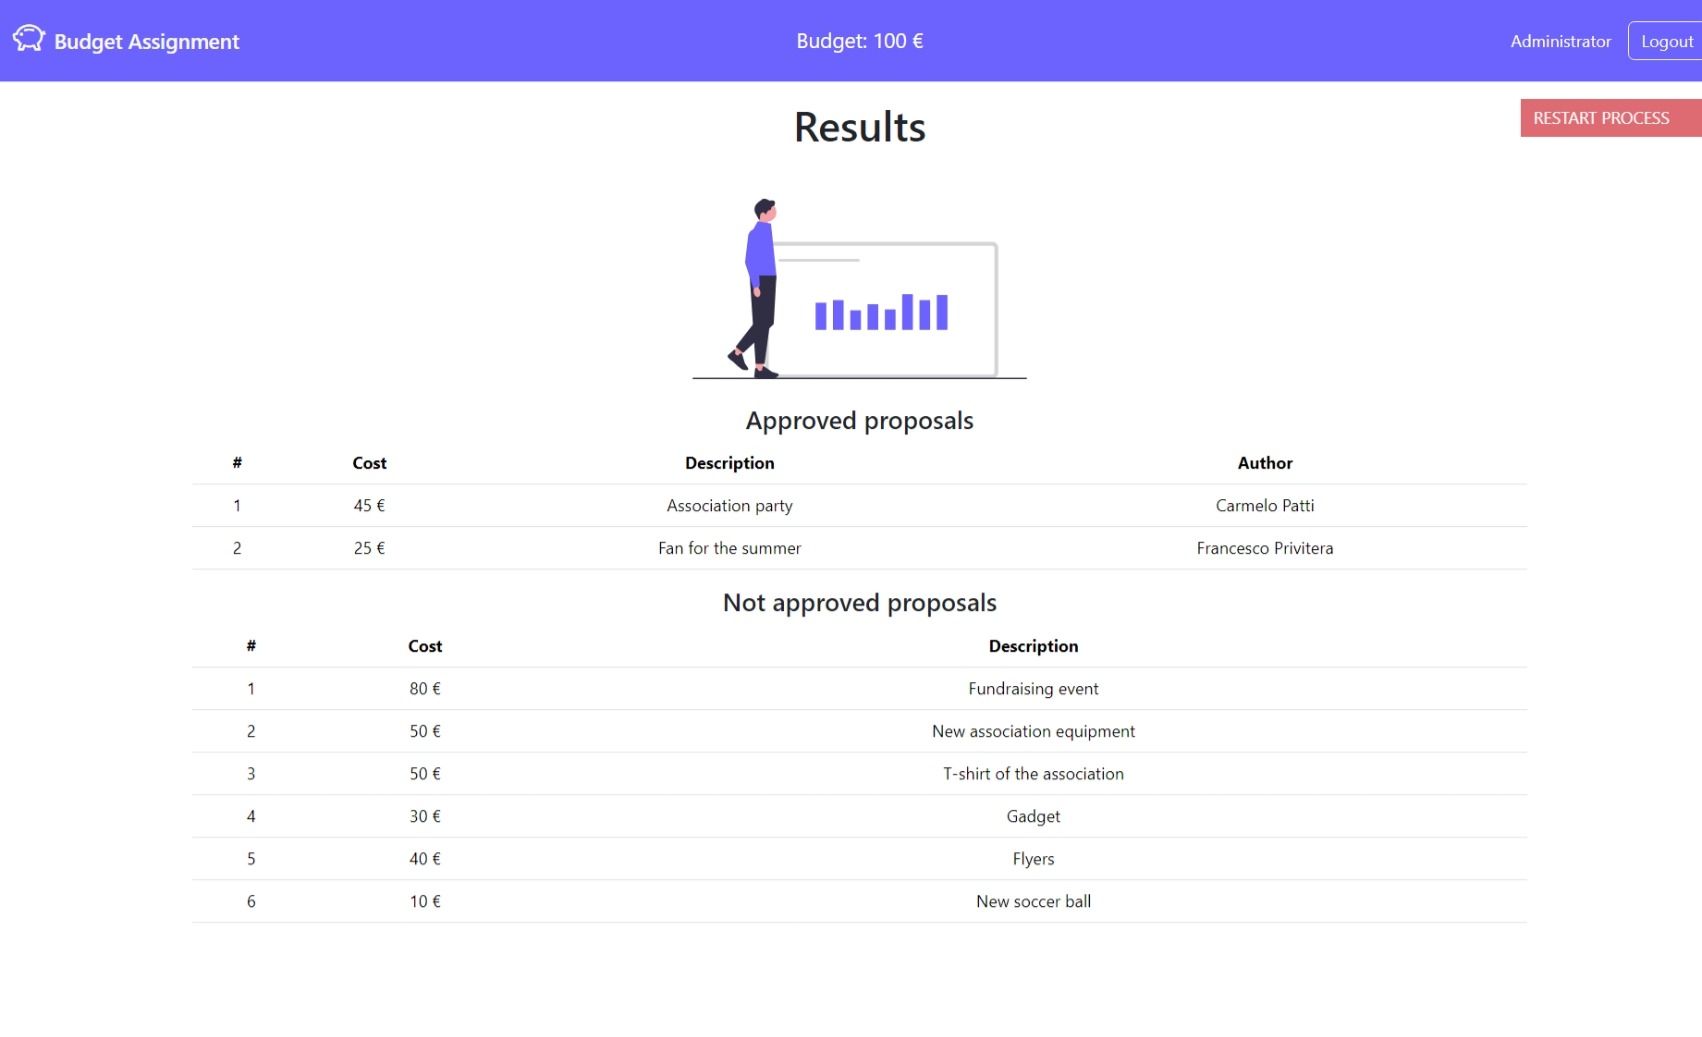 Budget Assignment
Budget: 100 €
Administrator
Logout
Results
RESTART PROCESS
Approved proposals
# Cost Description Author
1 45 € Association party Carmelo Patti
2 25 € Fan for the summer Francesco Privitera
Not approved proposals
# Cost Description
1 80 € Fundraising event
2 50 € New association equipment
3 50 € T-shirt of the association
4 30 € Gadget
5 40 € Flyers
6 10 € New soccer ball